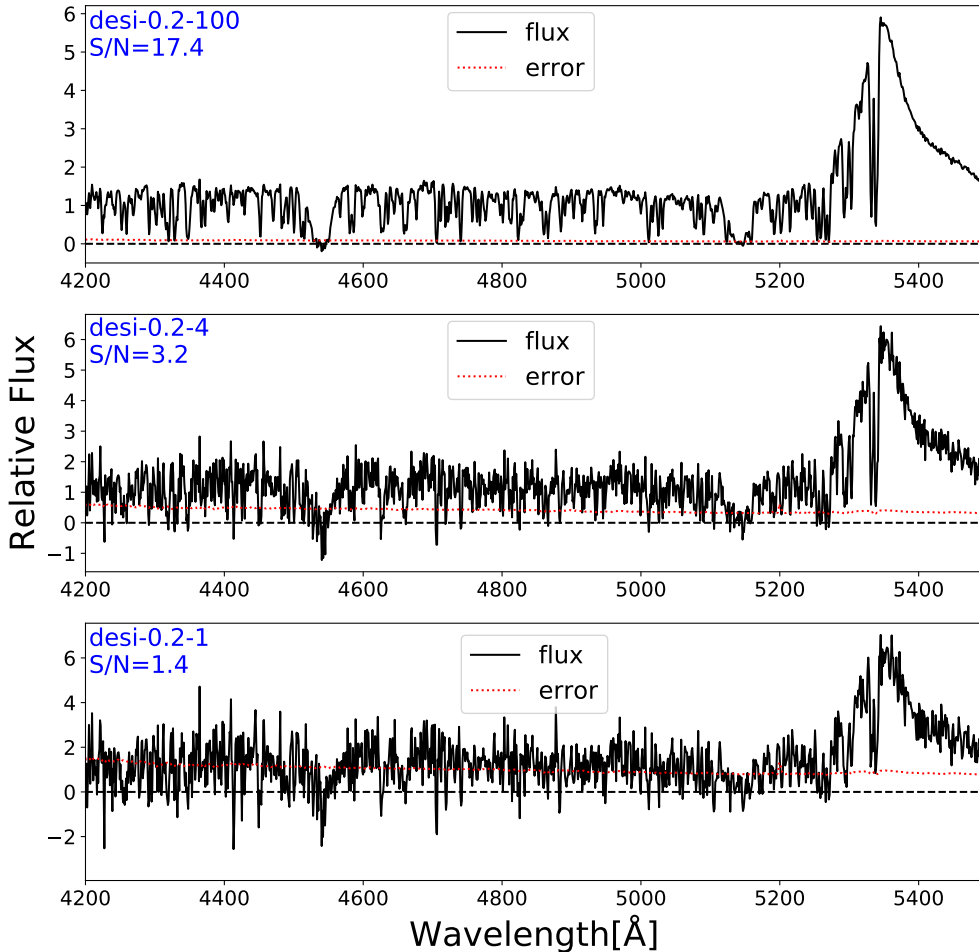 desi-0.2-100
S/N=17.4
flux
error
6
5
4
3
2
1
0
4200 4400 4600 4800 5000 5200 5400
desi-0.2-4
S/N=3.2
flux
error
6
5
4
3
2
1
0
−1
4200 4400 4600 4800 5000 5200 5400
desi-0.2-1
S/N=1.4
flux
error
6
4
2
0
−2
4200 4400 4600 4800 5000 5200 5400
Relative Flux
Wavelength[Å]